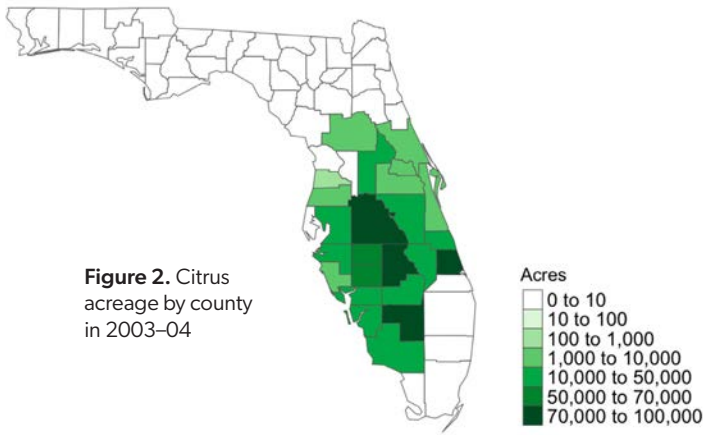 Figure 2. Citrus
acreage by county
in 2003–04
Acres
0 to 10
10 to 100
100 to 1,000
1,000 to 10,000
10,000 to 50,000
50,000 to 70,000
70,000 to 100,000